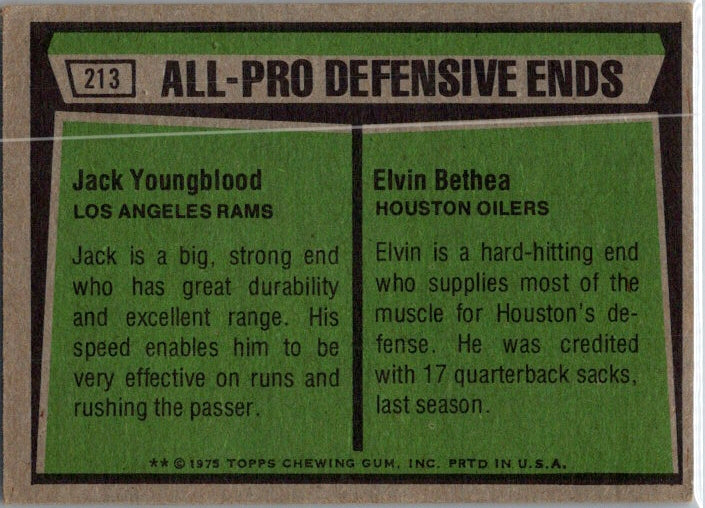 213
ALL-PRO DEFENSIVE ENDS
Jack Youngblood
LOS ANGELES RAMS
Jack is a big, strong end
who has great durability
and excellent range. His
speed enables him to be
very effective on runs and
rushing the passer.
Elvin Bethea
HOUSTON OILERS
Elvin is a hard-hitting end
who supplies most of the
muscle for Houston's de-
fense. He was credited
with 17 quarterback sacks,
last season.
** © 1975 TOPPS CHEWING GUM, INC. PRTD IN U.S.A.